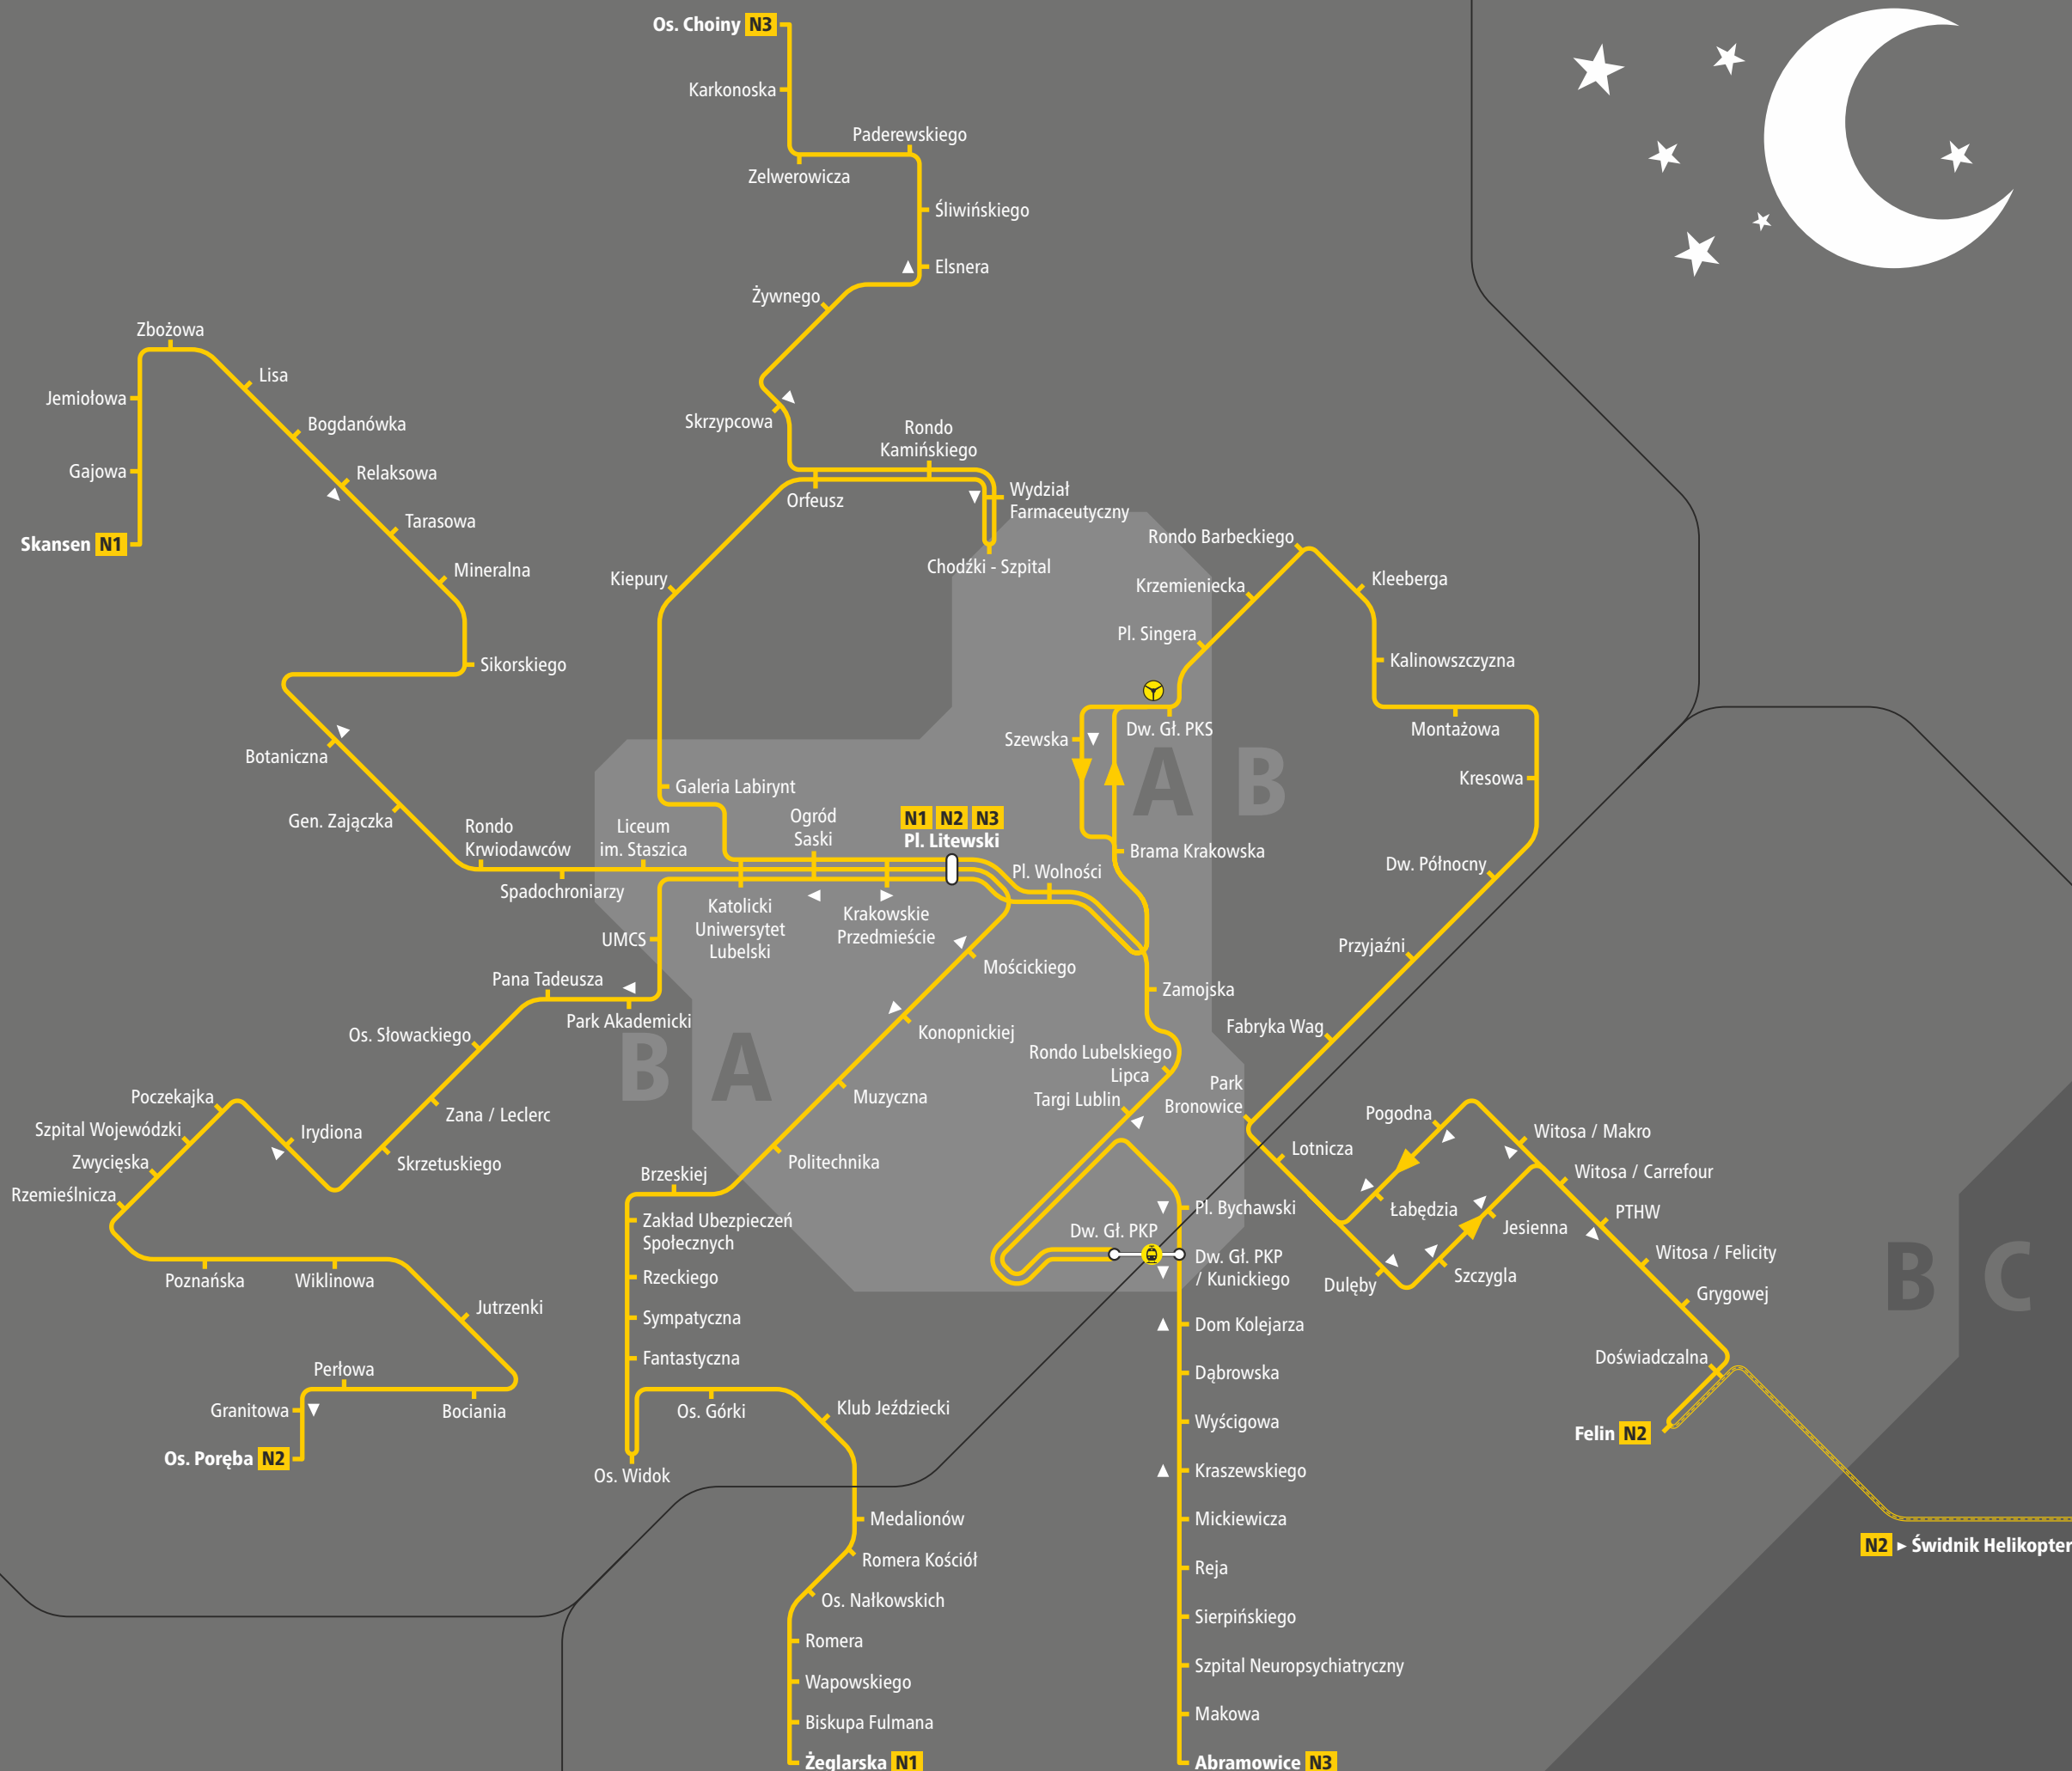 Os. Choiny N3
Karkonoska
Paderewskiego
Zelwerowicza
Śliwińskiego
Elsnera
Żywnego
Skrzypcowa
Rondo
Kamińskiego
Orfeusz
Wydział
Farmaceutyczny
Chodźki - Szpital
Kiepury
Galeria Labirynt
Zbożowa
Lisa
Jemiołowa
Bogdanówka
Gajowa
Relaksowa
Tarasowa
Skansen N1
Mineralna
Sikorskiego
Botaniczna
Gen. Zajączka
Rondo
Krwiodawców
Liceum
im. Staszica
Spadochroniarzy
Ogród
Saski
N1 N2 N3
Pl. Litewski
Katolicki
Uniwersytet
Lubelski
Krakowskie
Przedmieście
Pl. Wolności
Rondo Barbeckiego
Krzemieniecka
Kleeberga
Pl. Singera
Kalinowszczyzna
Dw. Gł. PKS
Szewska
Montażowa
A B
Kresowa
Brama Krakowska
Dw. Północny
Przyjaźni
Fabryka Wag
Park
Bronowice
UMCS
Pana Tadeusza
Park Akademicki
Os. Słowackiego
B A
Mościckiego
Konopnickiej
Muzyczna
Politechnika
Zamojska
Rondo Lubelskiego
Lipca
Targi Lublin
Poczekajka
Szpital Wojewódzki
Zwycięska
Rzemieślnicza
Irydiona
Zana / Leclerc
Skrzetuskiego
Poznańska
Wiklinowa
Jutrzenki
Perłowa
Granitowa
Bociania
Os. Poręba N2
Brzeskiej
Zakład Ubezpieczeń
Społecznych
Rzeckiego
Sympatyczna
Fantastyczna
Os. Górki
Klub Jeździecki
Os. Widok
Medalionów
Romera Kościół
Os. Nałkowskich
Romera
Wapowskiego
Biskupa Fulmana
Żeglarska N1
Pl. Bychawski
Dw. Gł. PKP
Dw. Gł. PKP
/ Kunickiego
Dom Kolejarza
Dąbrowska
Wyścigowa
Kraszewskiego
Mickiewicza
Reja
Sierpińskiego
Szpital Neuropsychiatryczny
Makowa
Abramowice N3
Lotnicza
Pogodna
Łabędzia
Jesienna
Dulęby
Szczygla
Witosa / Makro
Witosa / Carrefour
PTHW
Witosa / Felicity
Grygowej
Doświadczalna
Felin N2
B C
N2 ▸ Świdnik Helikopter